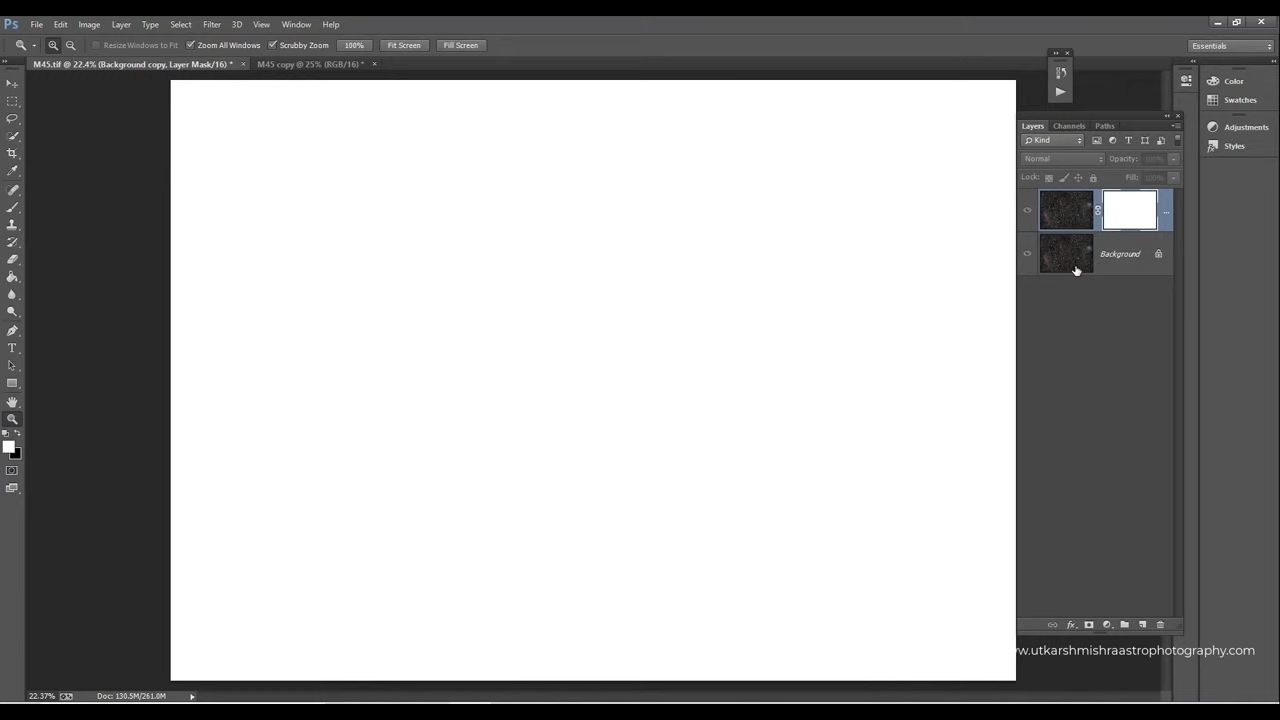 Ps File Edit Image Layer Type Select Filter 3D View Window Help
Resize Windows to Fit Zoom All Windows Scrubby Zoom 100% Fit Screen Fill Screen Essentials
M45.tif @ 22.4% (Background copy, Layer Mask/16) * × M45 copy @ 25% (RGB/16) * ×
Color
Swatches
Adjustments
Styles
Layers Channels Paths
Kind
Normal Opacity: 100%
Lock: Fill: 100%
...
Background
www.utkarshmishraastrophotography.com
22.37% Doc: 130.5M/261.0M